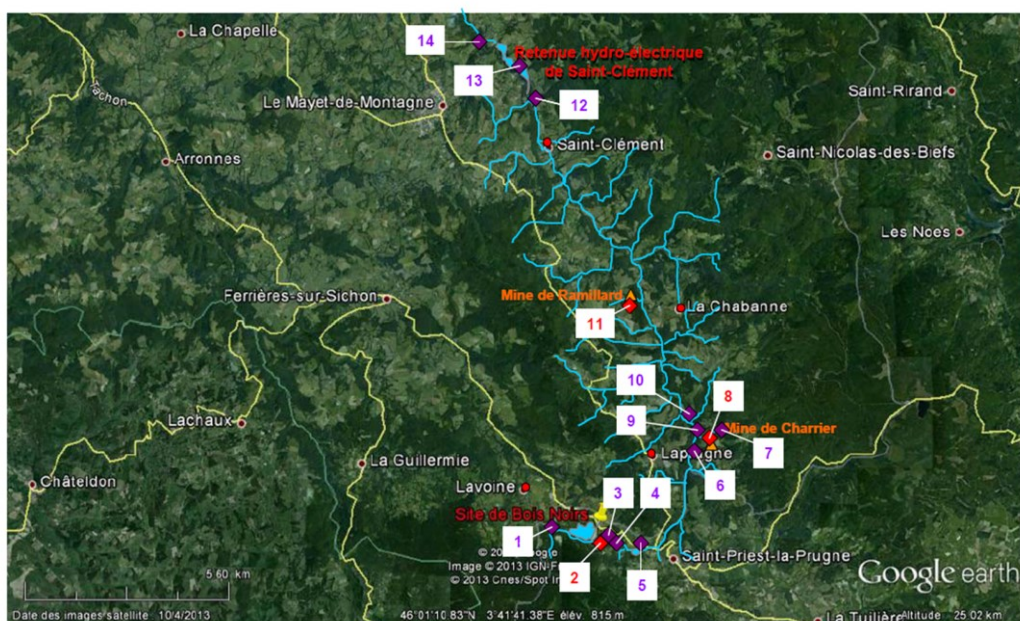 La Chapelle
14
Retenue hydro-électrique
de Saint-Clément
13
Le Mayet-de-Montagne
12
Saint-Rirand
Saint-Clément
Saint-Nicolas-des-Biefs
Arronnes
Les Noes
Mine de Ramillard
Ferrières-sur-Sichon
La Chabanne
11
10
8
Lachaux
9
Mine de Charrier
7
La Guillermie
Laprugne
6
Châteldon
Lavoine
3
4
Site de Bois Noirs
1
2
5
Saint-Priest-la-Prugne
Image © 2013 IGN-F
© 2013 Cnes/Spot
Google earth
5.60 km
Date des images satellite: 10/4/2013
46°01'10.83"N 3°41'41.38"E élév. 815 m
La Tuilière
Altitude 25.02 km